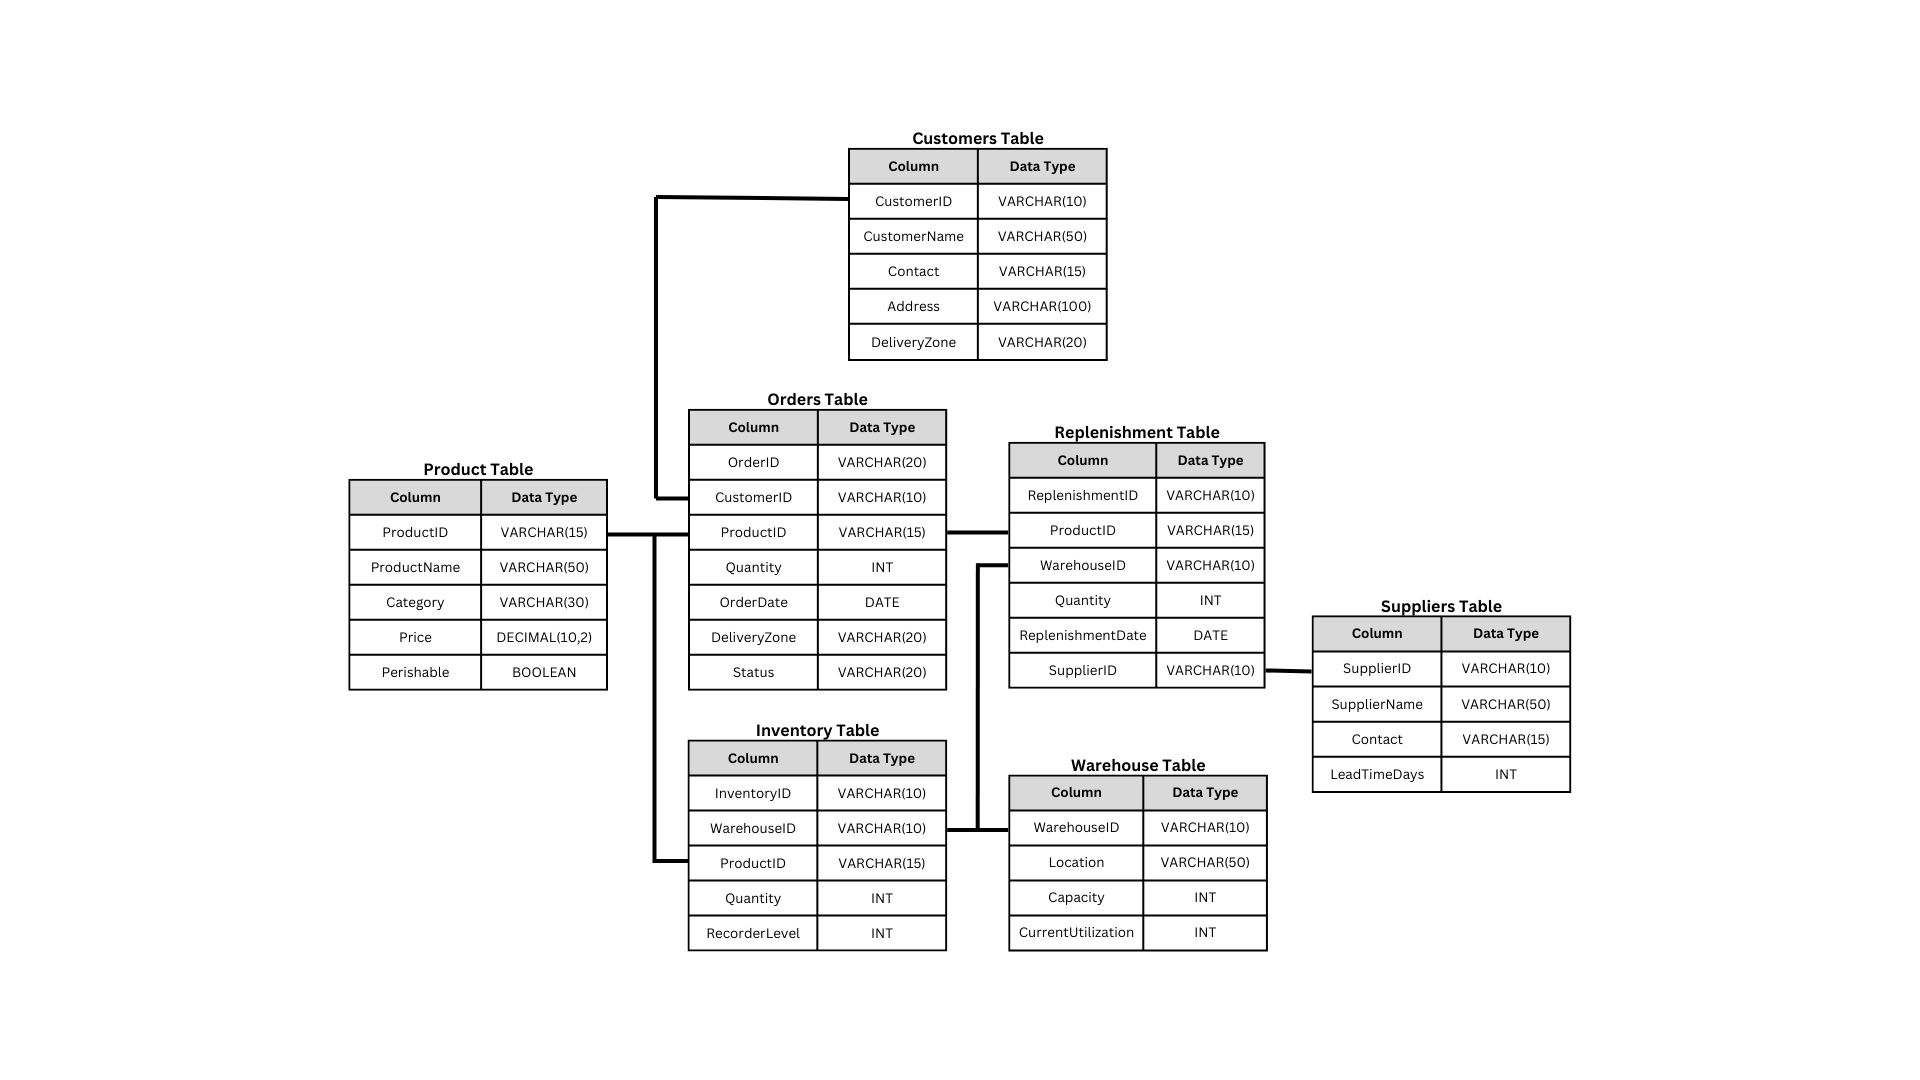 Customers Table
Column Data Type
CustomerID VARCHAR(10)
CustomerName VARCHAR(50)
Contact VARCHAR(15)
Address VARCHAR(100)
DeliveryZone VARCHAR(20)
Orders Table
Column Data Type
OrderID VARCHAR(20)
CustomerID VARCHAR(10)
ProductID VARCHAR(15)
Quantity INT
OrderDate DATE
DeliveryZone VARCHAR(20)
Status VARCHAR(20)
Replenishment Table
Column Data Type
ReplenishmentID VARCHAR(10)
ProductID VARCHAR(15)
WarehouseID VARCHAR(10)
Quantity INT
ReplenishmentDate DATE
SupplierID VARCHAR(10)
Product Table
Column Data Type
ProductID VARCHAR(15)
ProductName VARCHAR(50)
Category VARCHAR(30)
Price DECIMAL(10,2)
Perishable BOOLEAN
Suppliers Table
Column Data Type
SupplierID VARCHAR(10)
SupplierName VARCHAR(50)
Contact VARCHAR(15)
LeadTimeDays INT
Inventory Table
Column Data Type
InventoryID VARCHAR(10)
WarehouseID VARCHAR(10)
ProductID VARCHAR(15)
Quantity INT
RecorderLevel INT
Warehouse Table
Column Data Type
WarehouseID VARCHAR(10)
Location VARCHAR(50)
Capacity INT
CurrentUtilization INT